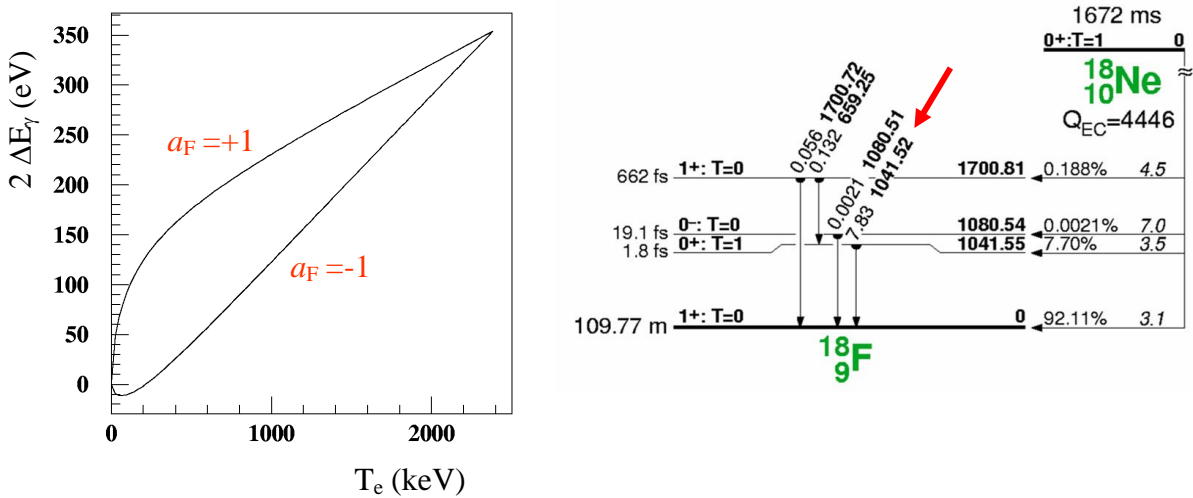 2 ΔEγ (eV)
350
300
250
200
150
100
50
0
aF =+1
aF =-1
0 1000 2000
Te (keV)
1672 ms
0+:T=1 0
18
10Ne
QEC=4446
0.056 1700.72
0.132 659.25
0.0021 1080.51
7.83 1041.52
662 fs 1+: T=0 1700.81 0.188% 4.5
19.1 fs 0-: T=0 1080.54 0.0021% 7.0
1.8 fs 0+: T=1 1041.55 7.70% 3.5
109.77 m 1+: T=0 0 92.11% 3.1
18
9F